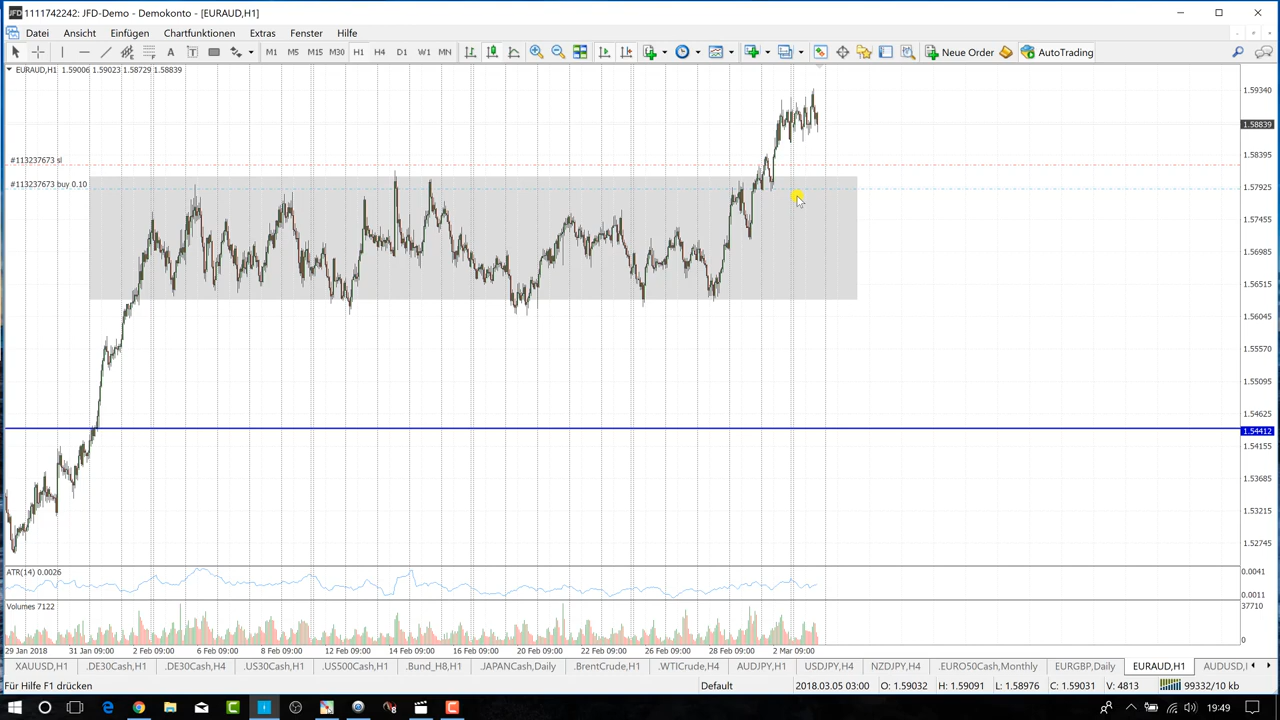 1111742242: JFD-Demo - Demokonto - [EURAUD,H1]
Datei Ansicht Einfügen Chartfunktionen Extras Fenster Hilfe
A T M1 M5 M15 M30 H1 H4 D1 W1 MN Neue Order AutoTrading
EURAUD,H1 1.59006 1.59023 1.58729 1.58839
1.59340
1.58839
#113237673 sl
1.58395
#113237673 buy 0.10
1.57925
1.57455
1.56985
1.56515
1.56045
1.55570
1.55095
1.54625
1.54412
1.54155
1.53685
1.53215
1.52745
ATR(14) 0.0026
0.0041
0.0011
Volumes 7122
37710
0
29 Jan 2018 31 Jan 09:00 2 Feb 09:00 6 Feb 09:00 8 Feb 09:00 12 Feb 09:00 14 Feb 09:00 16 Feb 09:00 20 Feb 09:00 22 Feb 09:00 26 Feb 09:00 28 Feb 09:00 2 Mar 09:00
XAUUSD,H1 .DE30Cash,H1 .DE30Cash,H4 .US30Cash,H1 .US500Cash,H1 .Bund_H8,H1 .JAPANCash,Daily .BrentCrude,H1 .WTICrude,H4 AUDJPY,H1 USDJPY,H4 NZDJPY,H4 .EURO50Cash,Monthly EURGBP,Daily EURAUD,H1 AUDUSD,
Für Hilfe F1 drücken Default 2018.03.05 03:00 O: 1.59032 H: 1.59091 L: 1.58976 C: 1.59031 V: 4813 99332/10 kb
19:49